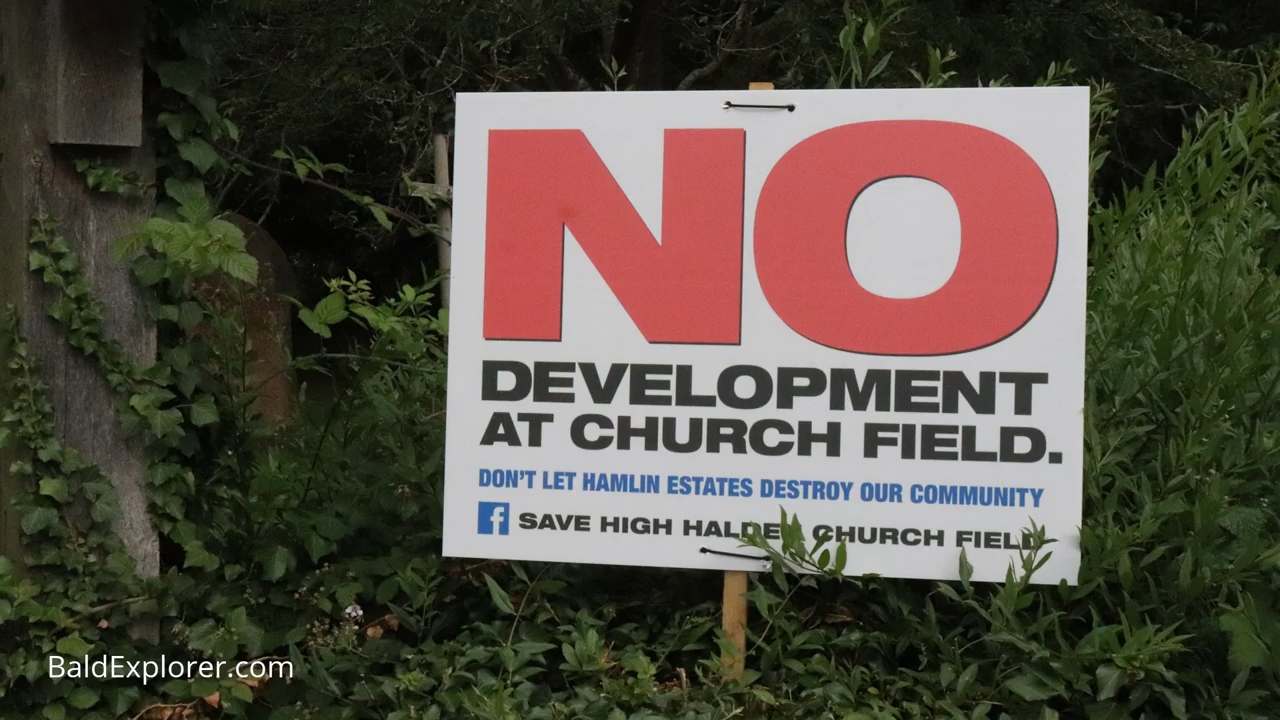 NO
DEVELOPMENT
AT CHURCH FIELD.
DON'T LET HAMLIN ESTATES DESTROY OUR COMMUNITY
f SAVE HIGH HALDEN CHURCH FIELD
BaldExplorer.com